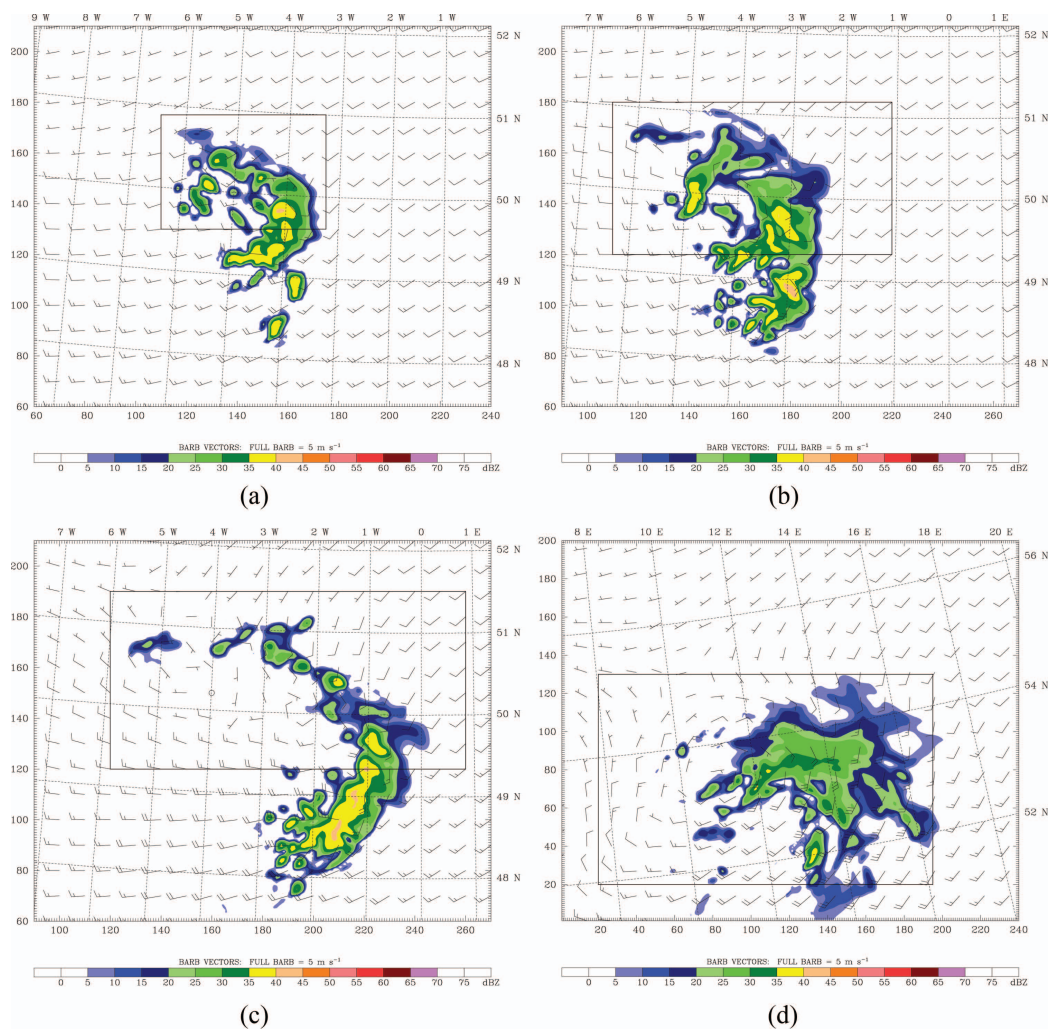 9 W 8 W 7 W 6 W 5 W 4 W 3 W 2 W 1 W
200
180
160
140
120
100
80
60
52 N
51 N
50 N
49 N
48 N
60 80 100 120 140 160 180 200 220 240
BARB VECTORS: FULL BARB = 5 m s⁻¹
0 5 10 15 20 25 30 35 40 45 50 55 60 65 70 75 dBZ
(a)
7 W 6 W 5 W 4 W 3 W 2 W 1 W 0 1 E
200
180
160
140
120
100
80
60
52 N
51 N
50 N
49 N
48 N
100 120 140 160 180 200 220 240 260
BARB VECTORS: FULL BARB = 5 m s⁻¹
0 5 10 15 20 25 30 35 40 45 50 55 60 65 70 75 dBZ
(b)
7 W 6 W 5 W 4 W 3 W 2 W 1 W 0 1 E
200
180
160
140
120
100
80
60
52 N
51 N
50 N
49 N
48 N
100 120 140 160 180 200 220 240 260
BARB VECTORS: FULL BARB = 5 m s⁻¹
0 5 10 15 20 25 30 35 40 45 50 55 60 65 70 75 dBZ
(c)
8 E 10 E 12 E 14 E 16 E 18 E 20 E
200
180
160
140
120
100
80
60
40
20
56 N
54 N
52 N
20 40 60 80 100 120 140 160 180 200 220 240
BARB VECTORS: FULL BARB = 5 m s⁻¹
0 5 10 15 20 25 30 35 40 45 50 55 60 65 70 75 dBZ
(d)